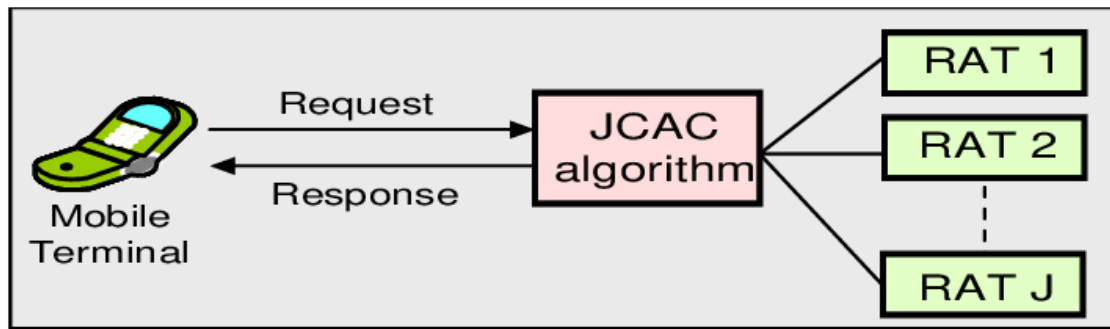 Request
Response
Mobile
Terminal
JCAC
algorithm
RAT 1
RAT 2
RAT J